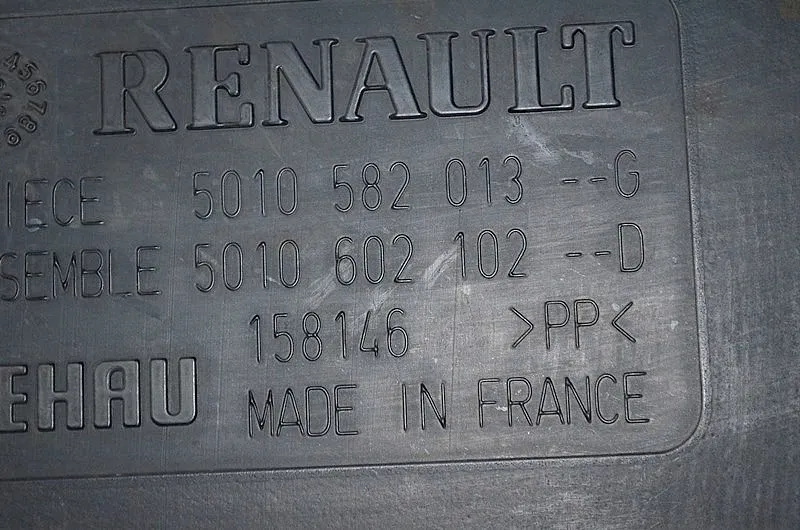 RENAULT
IECE 5010 582 013 --G
SEMBLE 5010 602 102 --D
158146 >PP<
EHAU MADE IN FRANCE